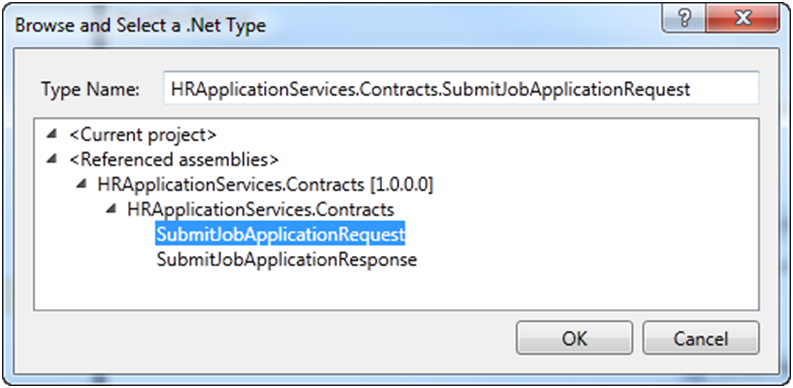 Browse and Select a .Net Type
Type Name: HRApplicationServices.Contracts.SubmitJobApplicationRequest
<Current project>
<Referenced assemblies>
HRApplicationServices.Contracts [1.0.0.0]
HRApplicationServices.Contracts
SubmitJobApplicationRequest
SubmitJobApplicationResponse
OK Cancel